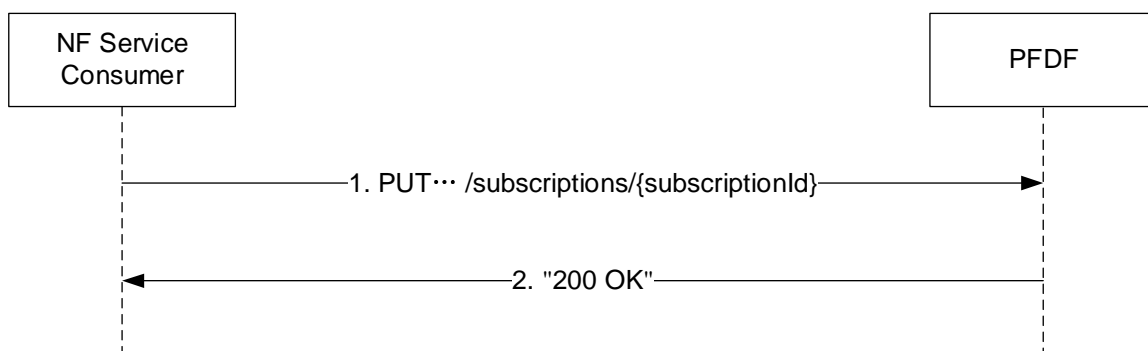 NF Service
Consumer
PFDF
1. PUT··· /subscriptions/{subscriptionId}
2. "200 OK"